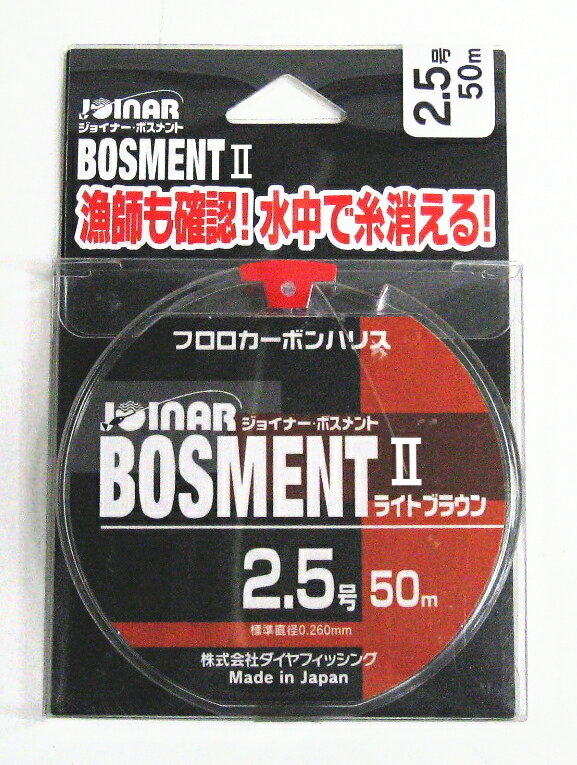 2.5号
50m
JOINAR
ジョイナー・ボスメント
BOSMENT II
漁師も確認!水中で糸消える!
フロロカーボンハリス
JOINAR ジョイナー・ボスメント
BOSMENT II
ライトブラウン
2.5号 50m
標準直径0.260mm
株式会社ダイヤフィッシング
Made in Japan